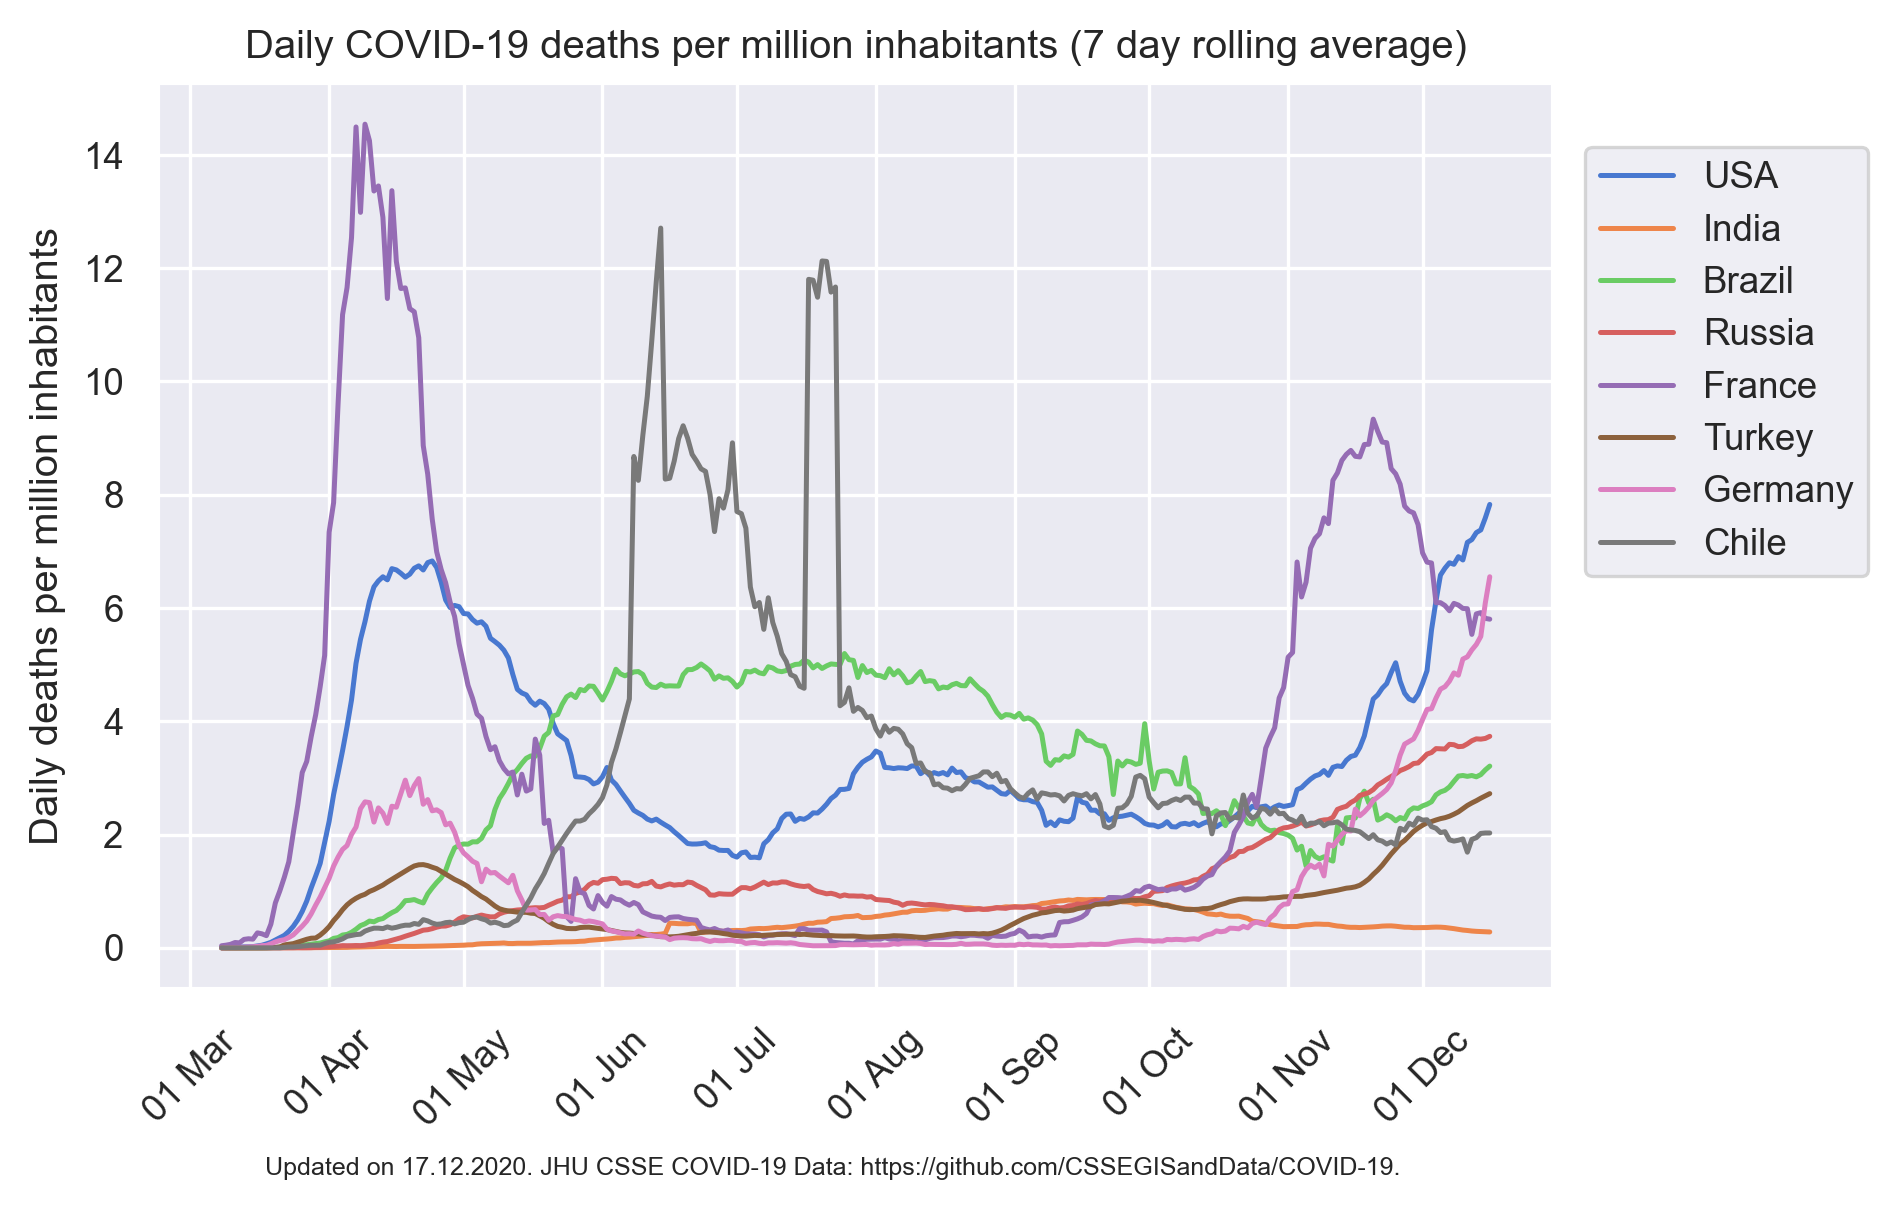 Daily COVID-19 deaths per million inhabitants (7 day rolling average)
Daily deaths per million inhabitants
14
12
10
8
6
4
2
0
01 Mar
01 Apr
01 May
01 Jun
01 Jul
01 Aug
01 Sep
01 Oct
01 Nov
01 Dec
USA
India
Brazil
Russia
France
Turkey
Germany
Chile
Updated on 17.12.2020. JHU CSSE COVID-19 Data: https://github.com/CSSEGISandData/COVID-19.